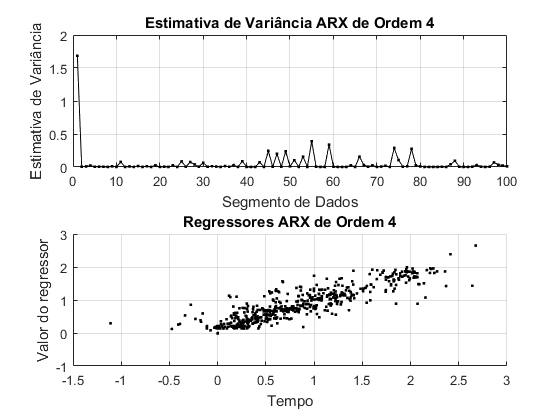 Estimativa de Variância ARX de Ordem 4
Estimativa de Variância
2
1.5
1
0.5
0
0 10 20 30 40 50 60 70 80 90 100
Segmento de Dados
Regressores ARX de Ordem 4
Valor do regressor
3
2
1
0
-1
-1.5 -1 -0.5 0 0.5 1 1.5 2 2.5 3
Tempo